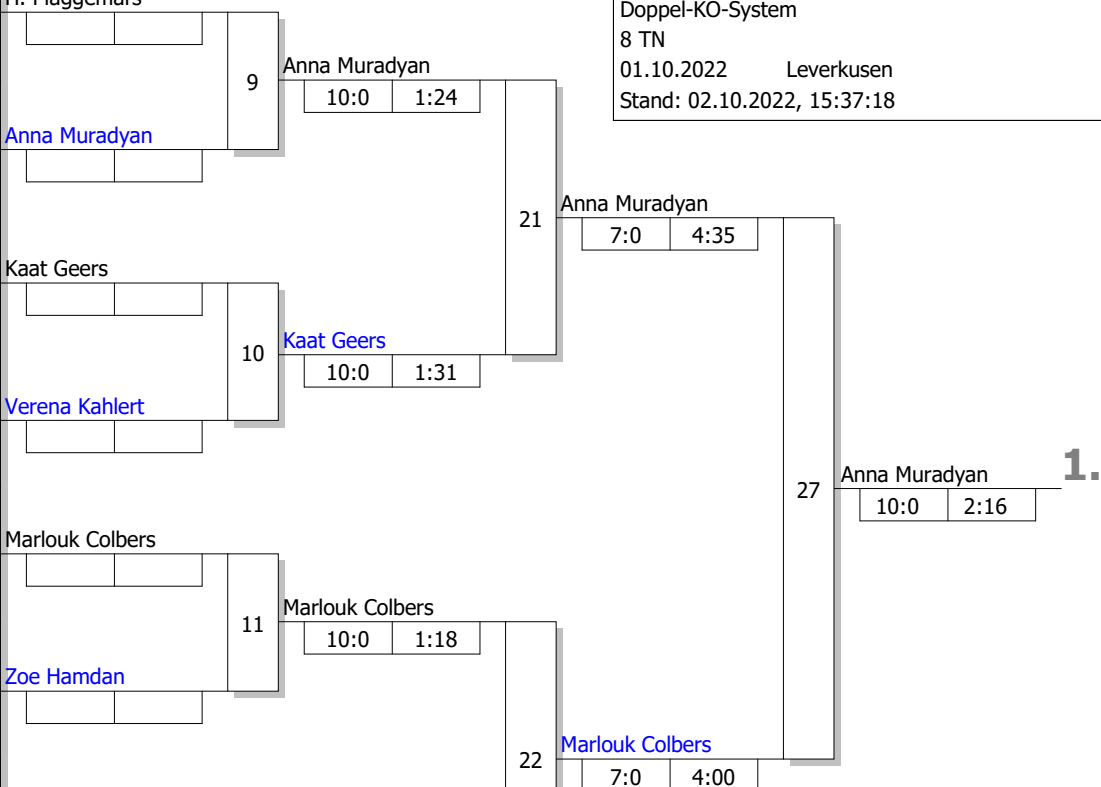 Doppel-KO-System
8 TN
01.10.2022 Leverkusen
Stand: 02.10.2022, 15:37:18
9
Anna Muradyan
10:0 1:24
Anna Muradyan
21
Anna Muradyan
7:0 4:35
Kaat Geers
10
Kaat Geers
10:0 1:31
Verena Kahlert
27
Anna Muradyan
1.
10:0 2:16
Marlouk Colbers
11
Marlouk Colbers
10:0 1:18
Zoe Hamdan
22
Marlouk Colbers
7:0 4:00